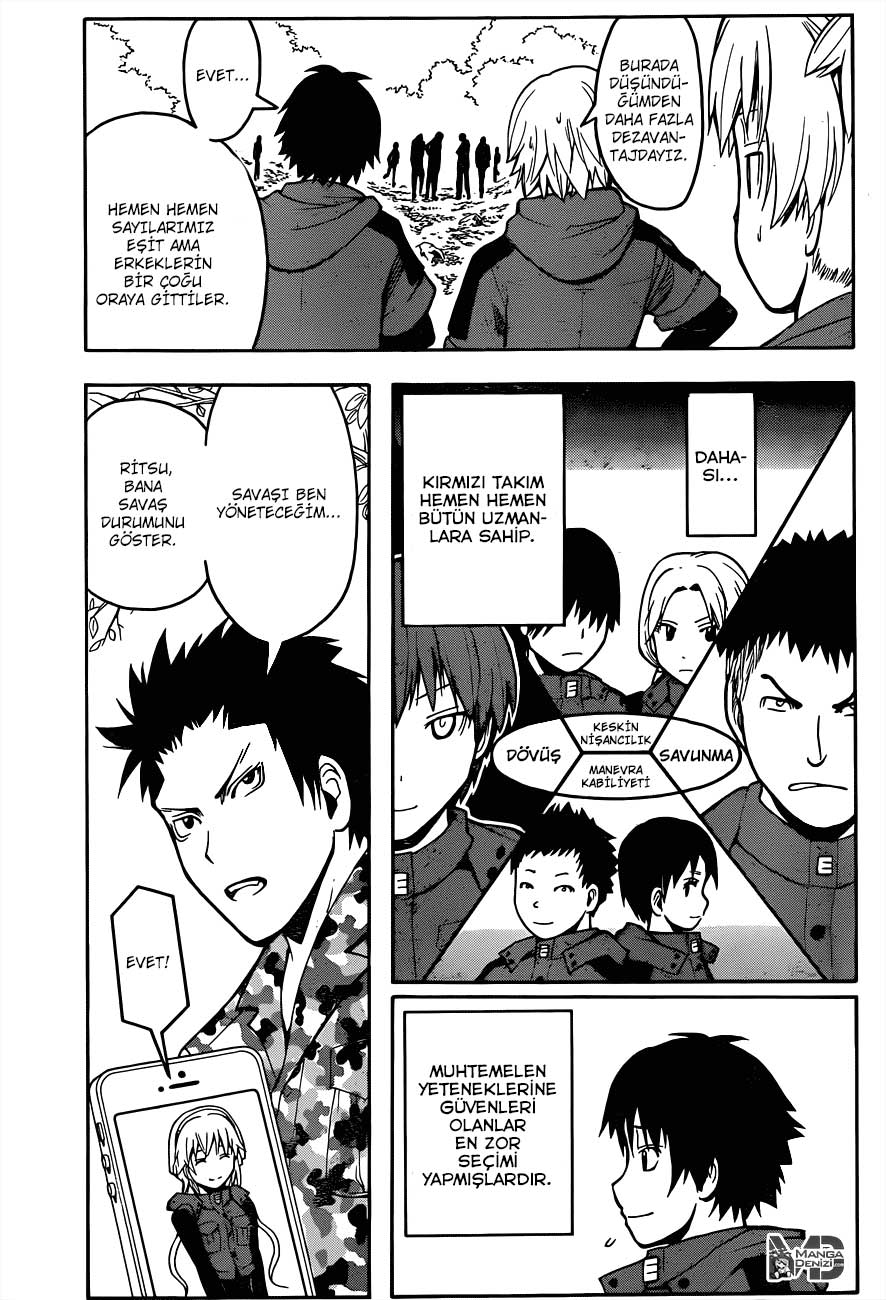 BURADA
DÜŞÜNDÜ-
ĞÜMDEN
DAHA FAZLA
DEZAVAN-
TAJDAYIZ.
EVET...
HEMEN HEMEN
SAYILARIMIZ
EŞİT AMA
ERKEKLERİN
BİR ÇOĞU
ORAYA GİTTİLER.
DAHA-
SI...
KIRMIZI TAKIM
HEMEN HEMEN
BÜTÜN UZMAN-
LARA SAHİP.
KESKİN
NİŞANCILIK
DÖVÜŞ
SAVUNMA
MANEVRA
KABİLİYETİ
MUHTEMELEN
YETENEKLERİNE
GÜVENLERİ
OLANLAR
EN ZOR
SEÇİMİ
YAPMIŞLARDIR.
SAVAŞI BEN
YÖNETECEĞİM...
RİTSU,
BANA
SAVAŞ
DURUMUNU
GÖSTER.
EVET!
MD
MANGA
DENİZİ.com